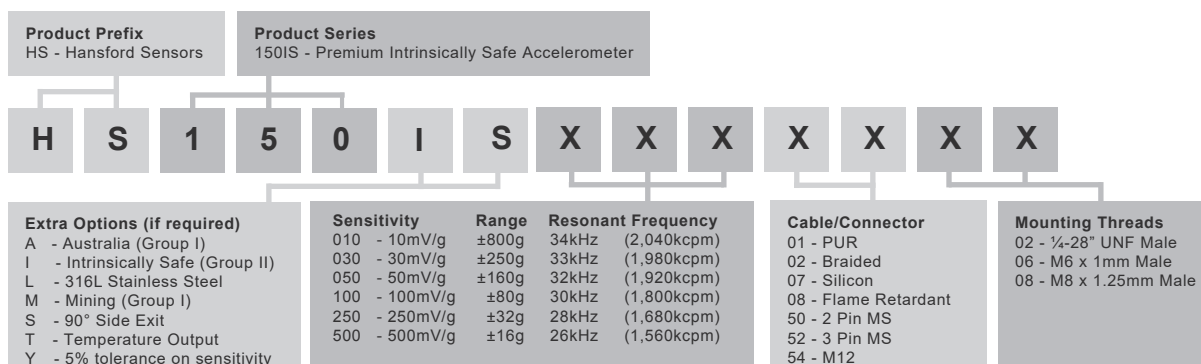 Product Prefix
HS - Hansford Sensors
Product Series
150IS - Premium Intrinsically Safe Accelerometer
H S 1 5 0 I S X X X X X X X
Extra Options (if required)
A - Australia (Group I)
I - Intrinsically Safe (Group II)
L - 316L Stainless Steel
M - Mining (Group I)
S - 90° Side Exit
T - Temperature Output
Y - 5% tolerance on sensitivity
Sensitivity Range Resonant Frequency
010 - 10mV/g ±800g 34kHz (2,040kcpm)
030 - 30mV/g ±250g 33kHz (1,980kcpm)
050 - 50mV/g ±160g 32kHz (1,920kcpm)
100 - 100mV/g ±80g 30kHz (1,800kcpm)
250 - 250mV/g ±32g 28kHz (1,680kcpm)
500 - 500mV/g ±16g 26kHz (1,560kcpm)
Cable/Connector
01 - PUR
02 - Braided
07 - Silicon
08 - Flame Retardant
50 - 2 Pin MS
52 - 3 Pin MS
54 - M12
Mounting Threads
02 - ¼-28" UNF Male
06 - M6 x 1mm Male
08 - M8 x 1.25mm Male